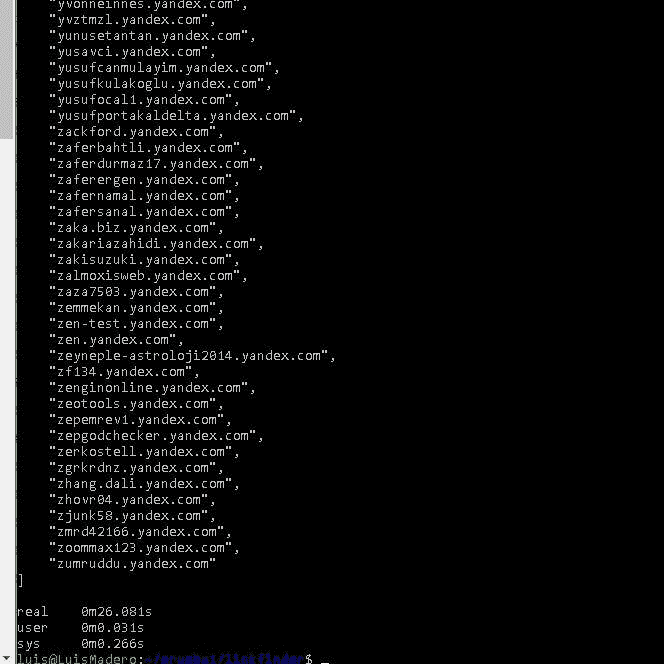 "yvonneinnes.yandex.com",
"yvztmzl.yandex.com",
"yunusetantan.yandex.com",
"yusavci.yandex.com",
"yusufcanmulayim.yandex.com",
"yusufkulakoglu.yandex.com",
"yusufocal1.yandex.com",
"yusufportakaldelta.yandex.com",
"zackford.yandex.com",
"zaferbahtli.yandex.com",
"zaferdurmaz17.yandex.com",
"zaferergen.yandex.com",
"zafernamal.yandex.com",
"zafersanal.yandex.com",
"zaka.biz.yandex.com",
"zakariazahidi.yandex.com",
"zakisuzuki.yandex.com",
"zalmoxisweb.yandex.com",
"zaza7503.yandex.com",
"zemmekan.yandex.com",
"zen-test.yandex.com",
"zen.yandex.com",
"zeyneple-astroloji2014.yandex.com",
"zf134.yandex.com",
"zenginonline.yandex.com",
"zeotools.yandex.com",
"zepemrev1.yandex.com",
"zepgodchecker.yandex.com",
"zerkostell.yandex.com",
"zgrkrdnz.yandex.com",
"zhang.dali.yandex.com",
"zhovr04.yandex.com",
"zjunk58.yandex.com",
"zmrd42166.yandex.com",
"zoommax123.yandex.com",
"zumruddu.yandex.com"
]
real 0m26.081s
user 0m0.031s
sys 0m0.266s
luis@LuisMadero: $ _